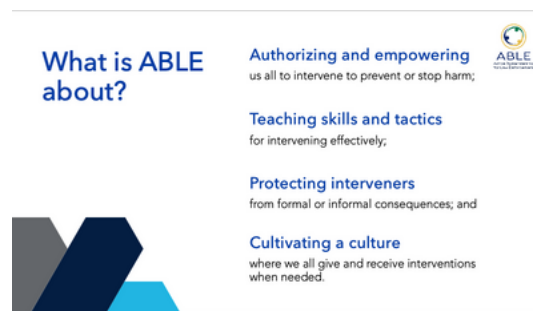 What is ABLE
about?
Authorizing and empowering
us all to intervene to prevent or stop harm;
Teaching skills and tactics
for intervening effectively;
Protecting interveners
from formal or informal consequences; and
Cultivating a culture
where we all give and receive interventions
when needed.
ABLE